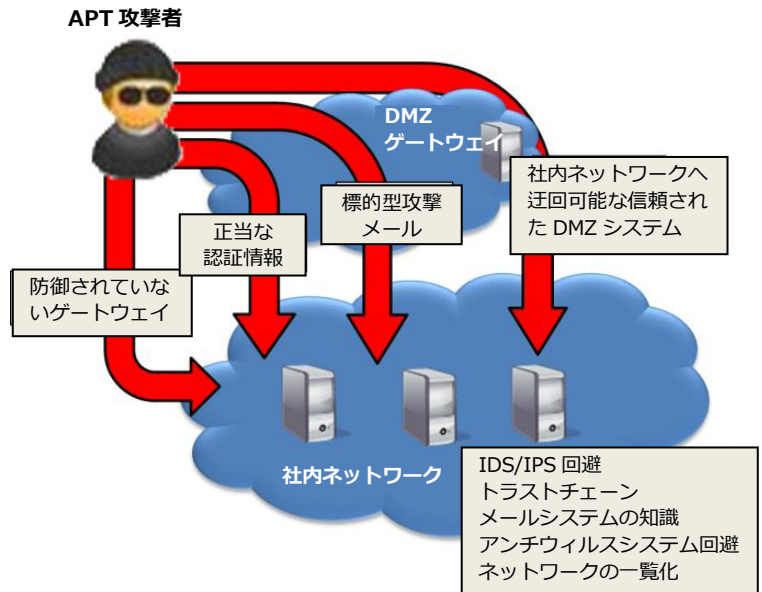 APT 攻撃者
DMZ
ゲートウェイ
社内ネットワークへ
迂回可能な信頼され
た DMZ システム
標的型攻撃
メール
正当な
認証情報
防御されていな
いゲートウェイ
社内ネットワーク
IDS/IPS 回避
トラストチェーン
メールシステムの知識
アンチウィルスシステム回避
ネットワークの一覧化